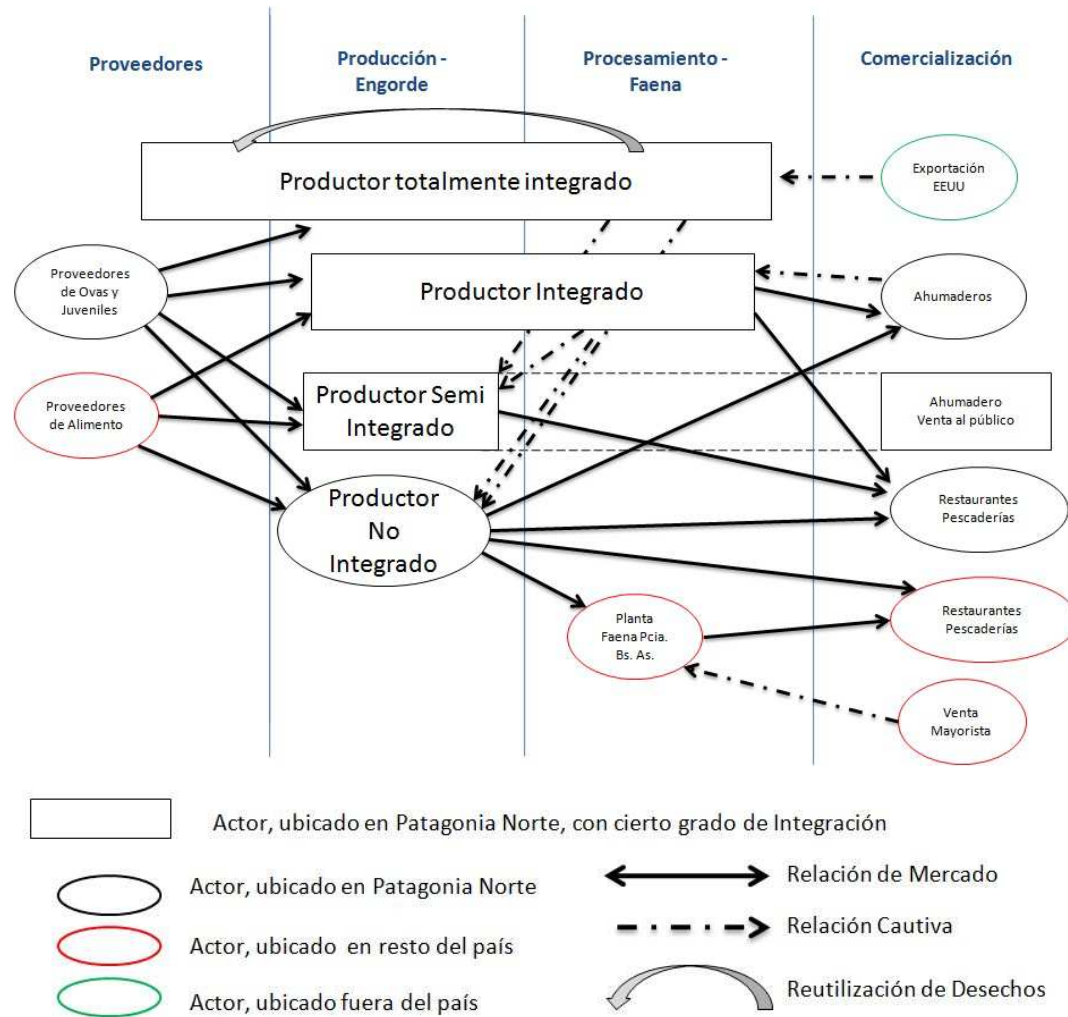 Proveedores
Producción -
Engorde
Procesamiento -
Faena
Comercialización
Productor totalmente integrado
Exportación
EEUU
Proveedores
de Ovas y
Juveniles
Productor Integrado
Ahumaderos
Proveedores
de Alimento
Productor Semi
Integrado
Ahumadero
Venta al público
Productor
No
Integrado
Restaurantes
Pescaderías
Planta
Faena Pcia.
Bs. As.
Restaurantes
Pescaderías
Venta
Mayorista
Actor, ubicado en Patagonia Norte, con cierto grado de Integración
Actor, ubicado en Patagonia Norte
Actor, ubicado en resto del país
Actor, ubicado fuera del país
Relación de Mercado
Relación Cautiva
Reutilización de Desechos